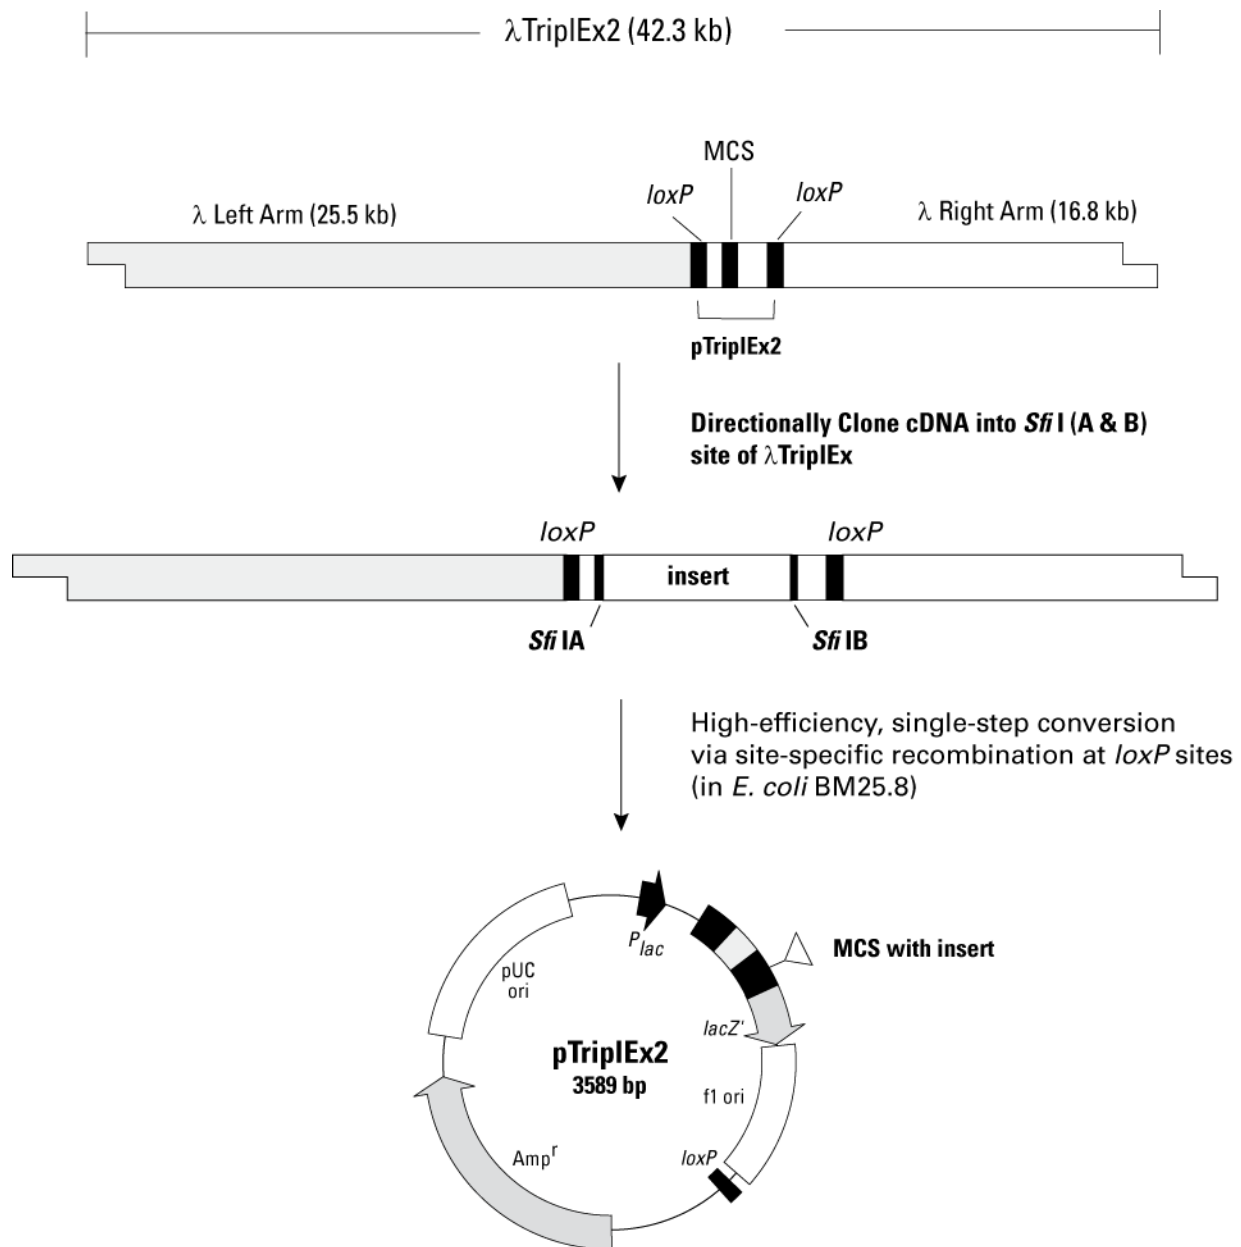 λTriplEx2 (42.3 kb)
MCS
loxP
loxP
λ Left Arm (25.5 kb)
λ Right Arm (16.8 kb)
pTriplEx2
Directionally Clone cDNA into Sfi I (A & B)
site of λTriplEx
loxP
loxP
insert
Sfi IA
Sfi IB
High-efficiency, single-step conversion
via site-specific recombination at loxP sites
(in E. coli BM25.8)
Plac
MCS with insert
pUC
ori
lacZ'
pTriplEx2
3589 bp
f1 ori
Ampr
loxP